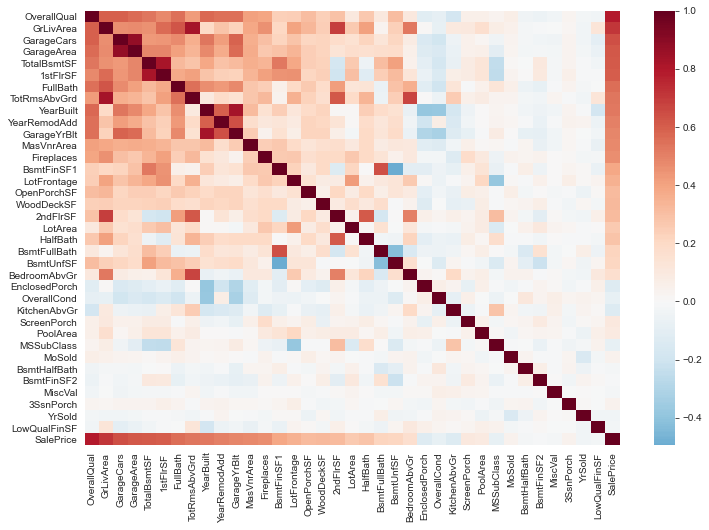 OverallQual
GrLivArea
GarageCars
GarageArea
TotalBsmtSF
1stFlrSF
FullBath
TotRmsAbvGrd
YearBuilt
YearRemodAdd
GarageYrBlt
MasVnrArea
Fireplaces
BsmtFinSF1
LotFrontage
OpenPorchSF
WoodDeckSF
2ndFlrSF
LotArea
HalfBath
BsmtFullBath
BsmtUnfSF
BedroomAbvGr
EnclosedPorch
OverallCond
KitchenAbvGr
ScreenPorch
PoolArea
MSSubClass
MoSold
BsmtHalfBath
BsmtFinSF2
MiscVal
3SsnPorch
YrSold
LowQualFinSF
SalePrice
OverallQual
GrLivArea
GarageCars
GarageArea
TotalBsmtSF
1stFlrSF
FullBath
TotRmsAbvGrd
YearBuilt
YearRemodAdd
GarageYrBlt
MasVnrArea
Fireplaces
BsmtFinSF1
LotFrontage
OpenPorchSF
WoodDeckSF
2ndFlrSF
LotArea
HalfBath
BsmtFullBath
BsmtUnfSF
BedroomAbvGr
EnclosedPorch
OverallCond
KitchenAbvGr
ScreenPorch
PoolArea
MSSubClass
MoSold
BsmtHalfBath
BsmtFinSF2
MiscVal
3SsnPorch
YrSold
LowQualFinSF
SalePrice
1.0
0.8
0.6
0.4
0.2
0.0
−0.2
−0.4